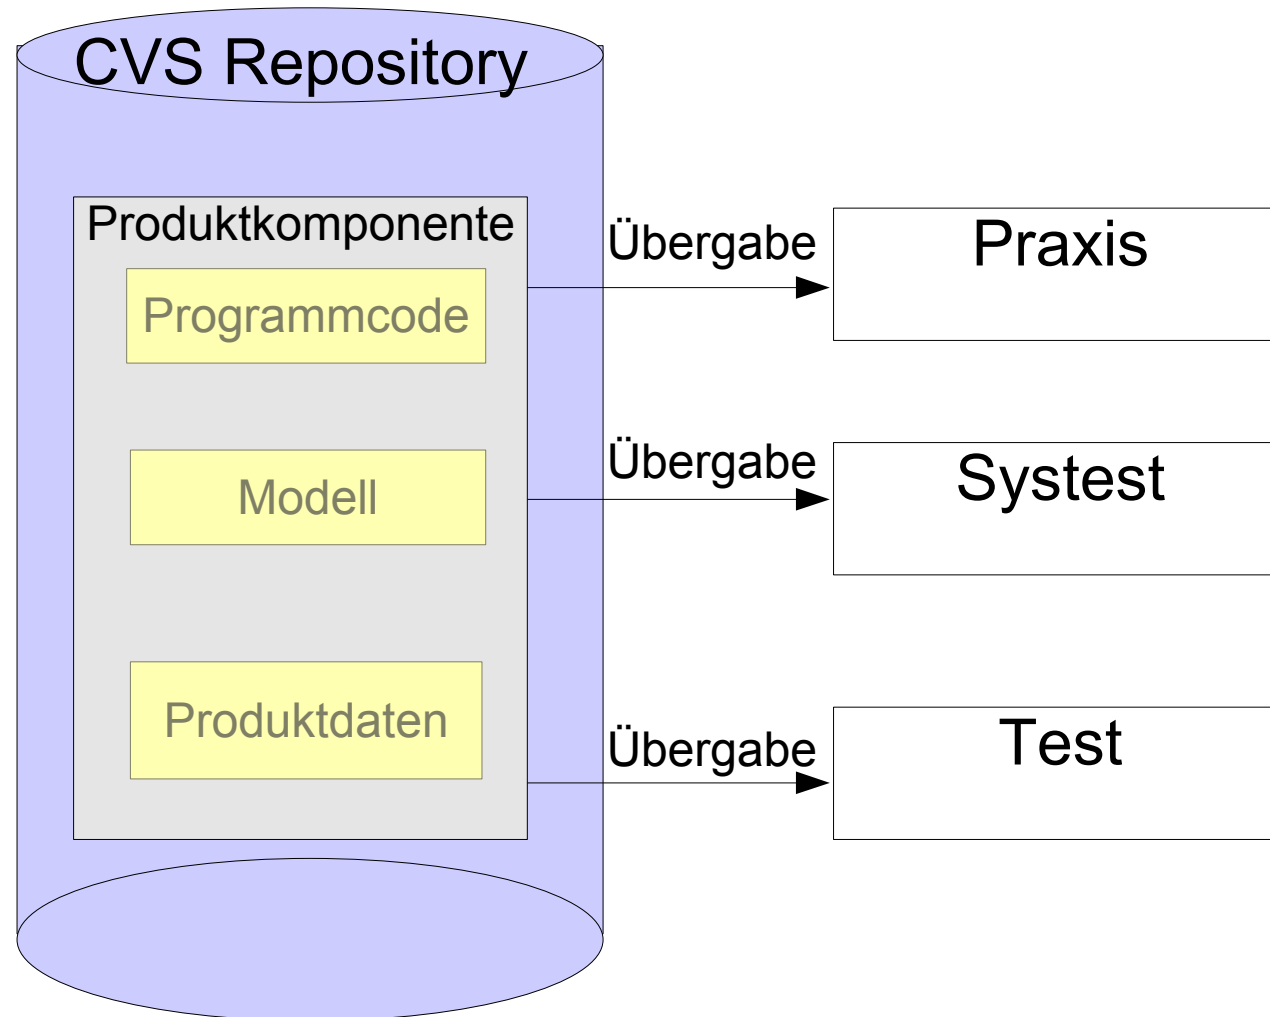 CVS Repository
Produktkomponente
Programmcode
Modell
Produktdaten
Übergabe
Praxis
Übergabe
Systest
Übergabe
Test